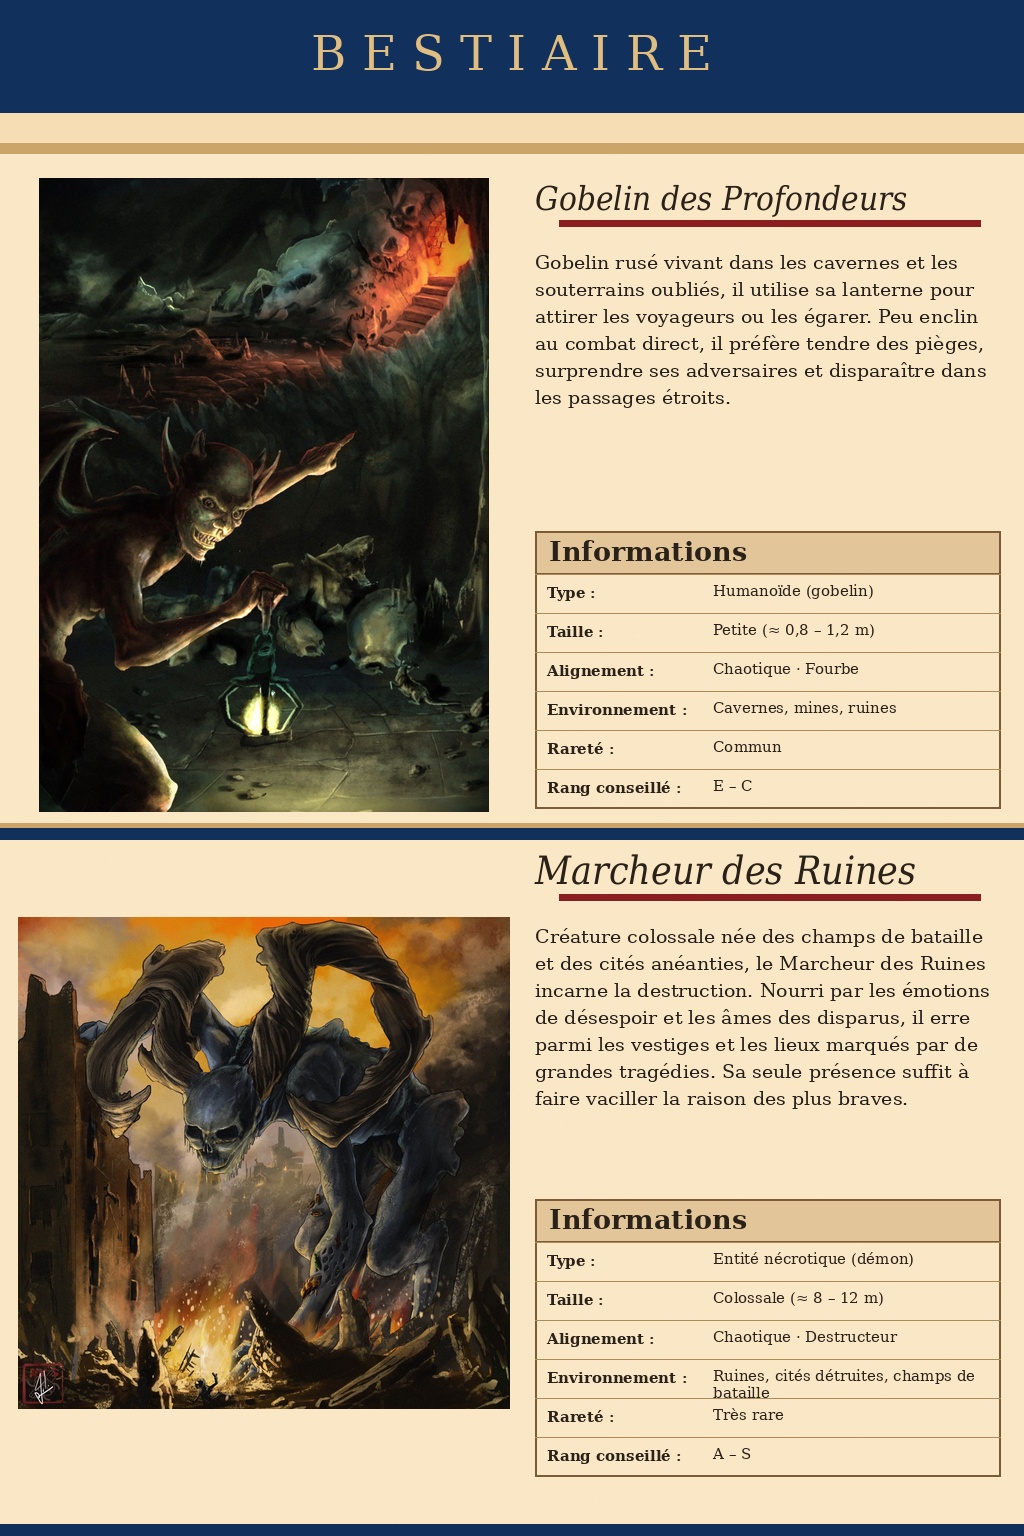 BESTIAIRE
Gobelin des Profondeurs
Gobelin rusé vivant dans les cavernes et les
souterrains oubliés, il utilise sa lanterne pour
attirer les voyageurs ou les égarer. Peu enclin
au combat direct, il préfère tendre des pièges,
surprendre ses adversaires et disparaître dans
les passages étroits.
Informations
Type : Humanoïde (gobelin)
Taille : Petite (≈ 0,8 – 1,2 m)
Alignement : Chaotique · Fourbe
Environnement : Cavernes, mines, ruines
Rareté : Commun
Rang conseillé : E – C
Marcheur des Ruines
Créature colossale née des champs de bataille
et des cités anéanties, le Marcheur des Ruines
incarne la destruction. Nourri par les émotions
de désespoir et les âmes des disparus, il erre
parmi les vestiges et les lieux marqués par de
grandes tragédies. Sa seule présence suffit à
faire vaciller la raison des plus braves.
Informations
Type : Entité nécrotique (démon)
Taille : Colossale (≈ 8 – 12 m)
Alignement : Chaotique · Destructeur
Environnement : Ruines, cités détruites, champs de
bataille
Rareté : Très rare
Rang conseillé : A – S